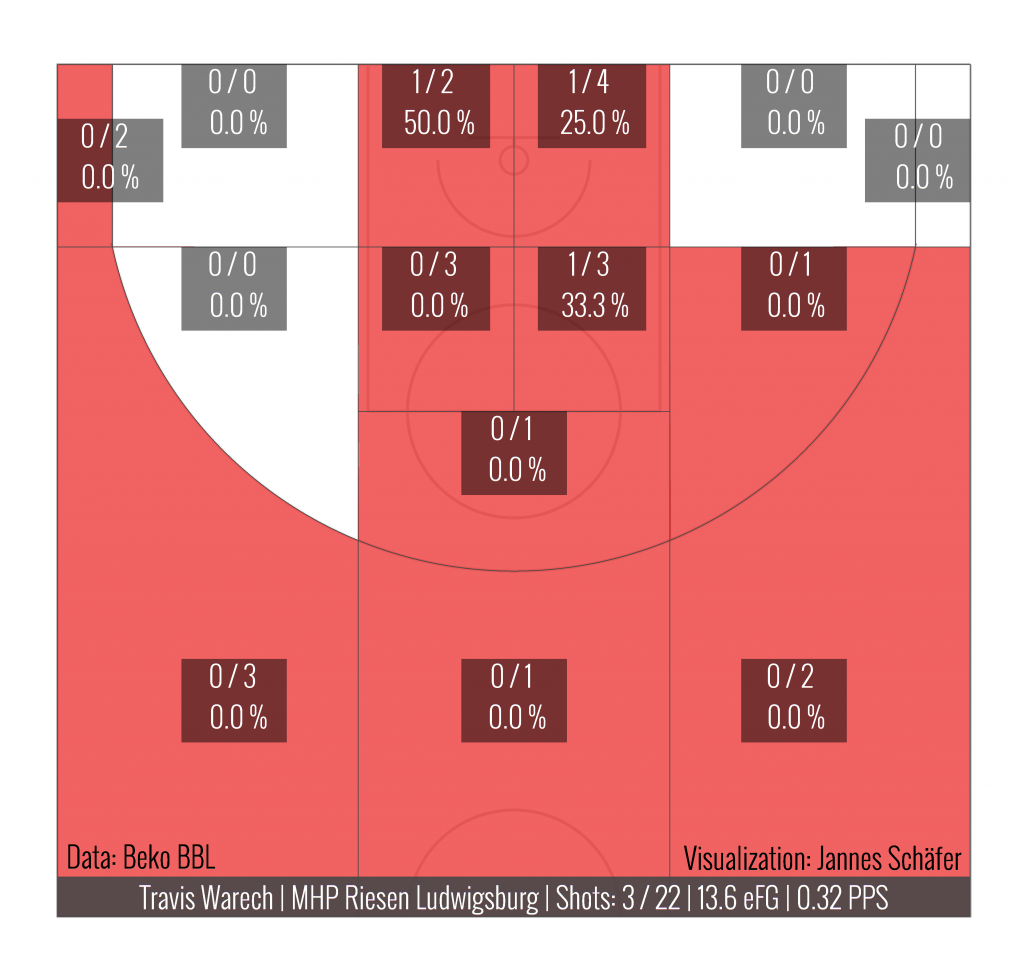 0 / 0
0.0 %
1 / 2
50.0 %
1 / 4
25.0 %
0 / 0
0.0 %
0 / 2
0.0 %
0 / 0
0.0 %
0 / 0
0.0 %
0 / 3
0.0 %
1 / 3
33.3 %
0 / 1
0.0 %
0 / 1
0.0 %
0 / 3
0.0 %
0 / 1
0.0 %
0 / 2
0.0 %
Data: Beko BBL
Visualization: Jannes Schäfer
Travis Warech | MHP Riesen Ludwigsburg | Shots: 3 / 22 | 13.6 eFG | 0.32 PPS